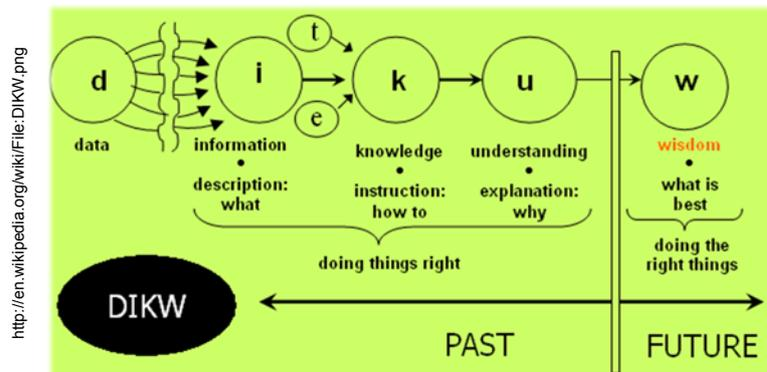 http://en.wikipedia.org/wiki/File:DIKW.png
d
i
t
e
k
u
w
data
information
description:
what
knowledge
instruction:
how to
understanding
explanation:
why
wisdom
what is
best
doing things right
doing the
right things
DIKW
PAST
FUTURE